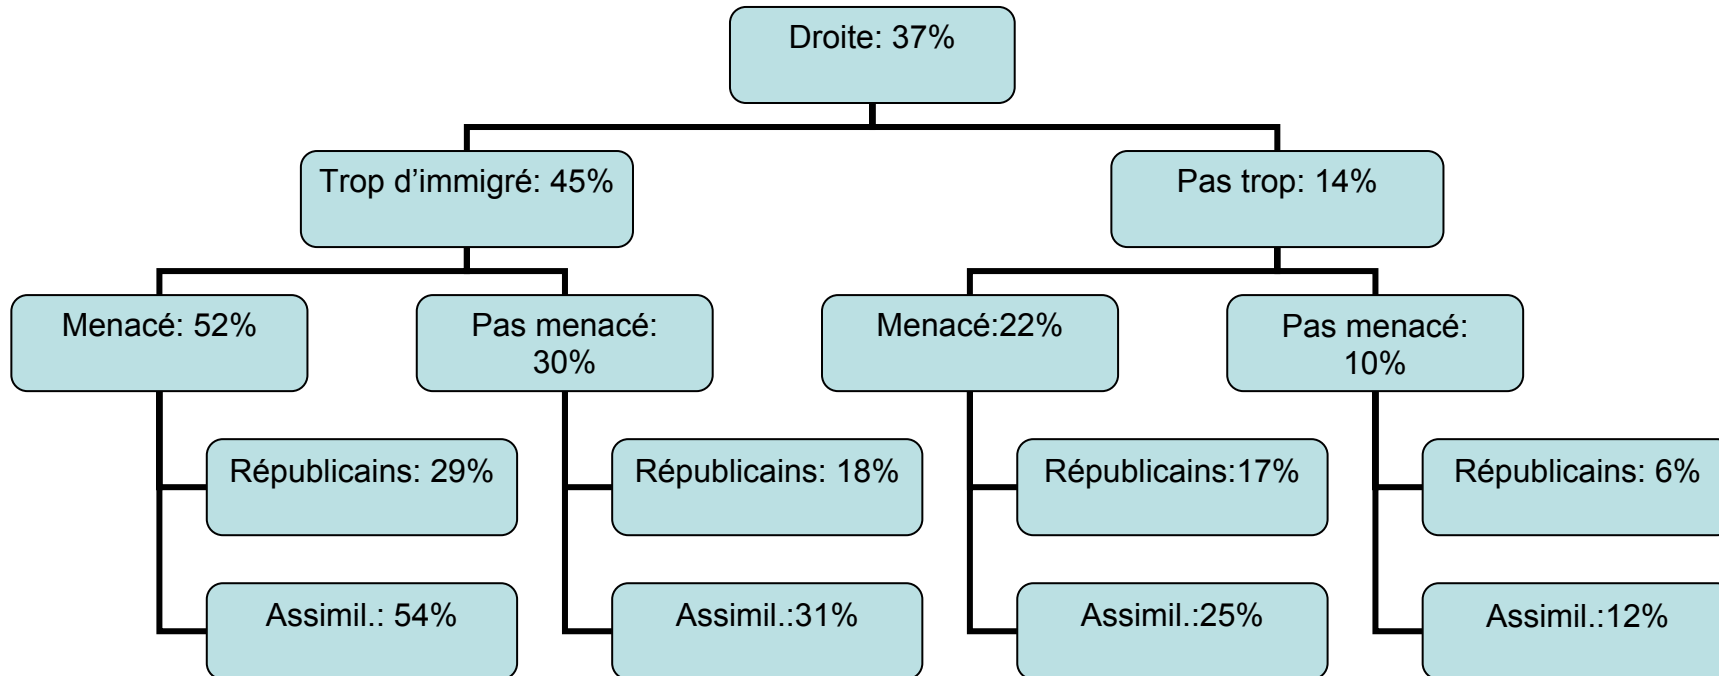 Droite: 37%
Trop d’immigré: 45%
Pas trop: 14%
Menacé: 52%
Pas menacé:
30%
Menacé:22%
Pas menacé:
10%
Républicains: 29%
Républicains: 18%
Républicains:17%
Républicains: 6%
Assimil.: 54%
Assimil.:31%
Assimil.:25%
Assimil.:12%